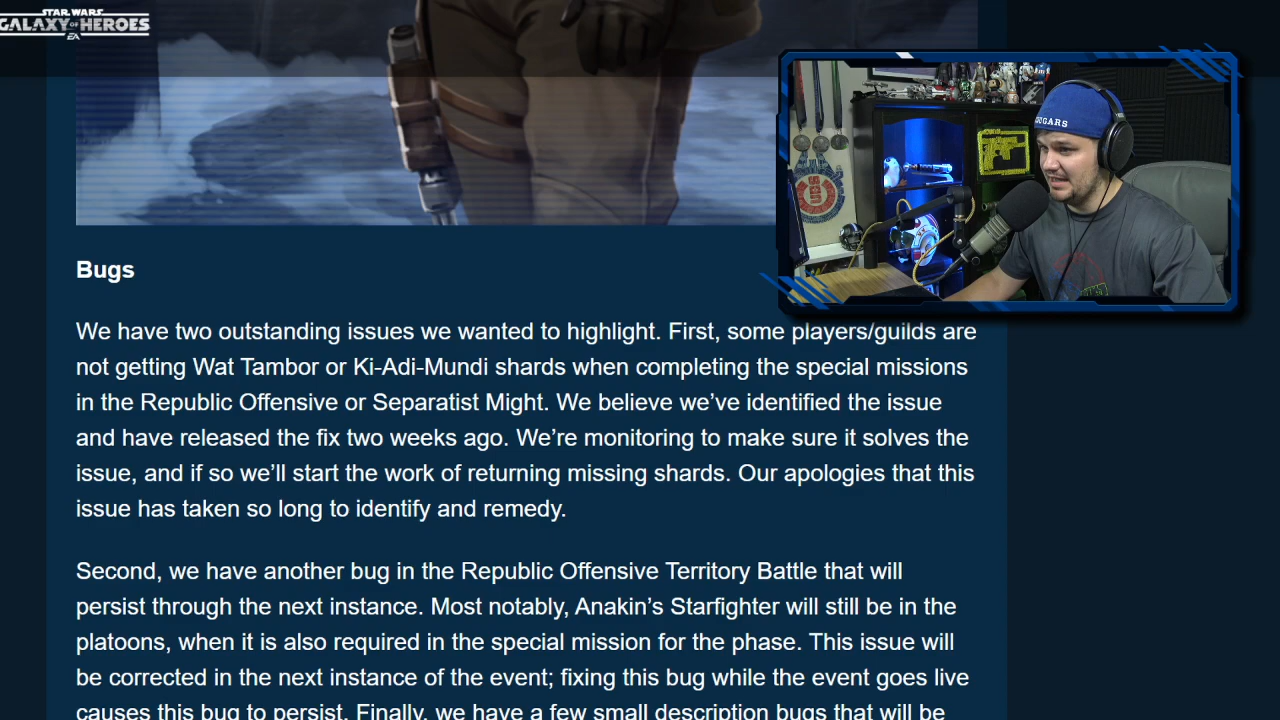 STAR WARS
GALAXY OF HEROES
EA
OUGARS
Bugs
We have two outstanding issues we wanted to highlight. First, some players/guilds are
not getting Wat Tambor or Ki-Adi-Mundi shards when completing the special missions
in the Republic Offensive or Separatist Might. We believe we’ve identified the issue
and have released the fix two weeks ago. We’re monitoring to make sure it solves the
issue, and if so we’ll start the work of returning missing shards. Our apologies that this
issue has taken so long to identify and remedy.
Second, we have another bug in the Republic Offensive Territory Battle that will
persist through the next instance. Most notably, Anakin’s Starfighter will still be in the
platoons, when it is also required in the special mission for the phase. This issue will
be corrected in the next instance of the event; fixing this bug while the event goes live
causes this bug to persist. Finally, we have a few small description bugs that will be